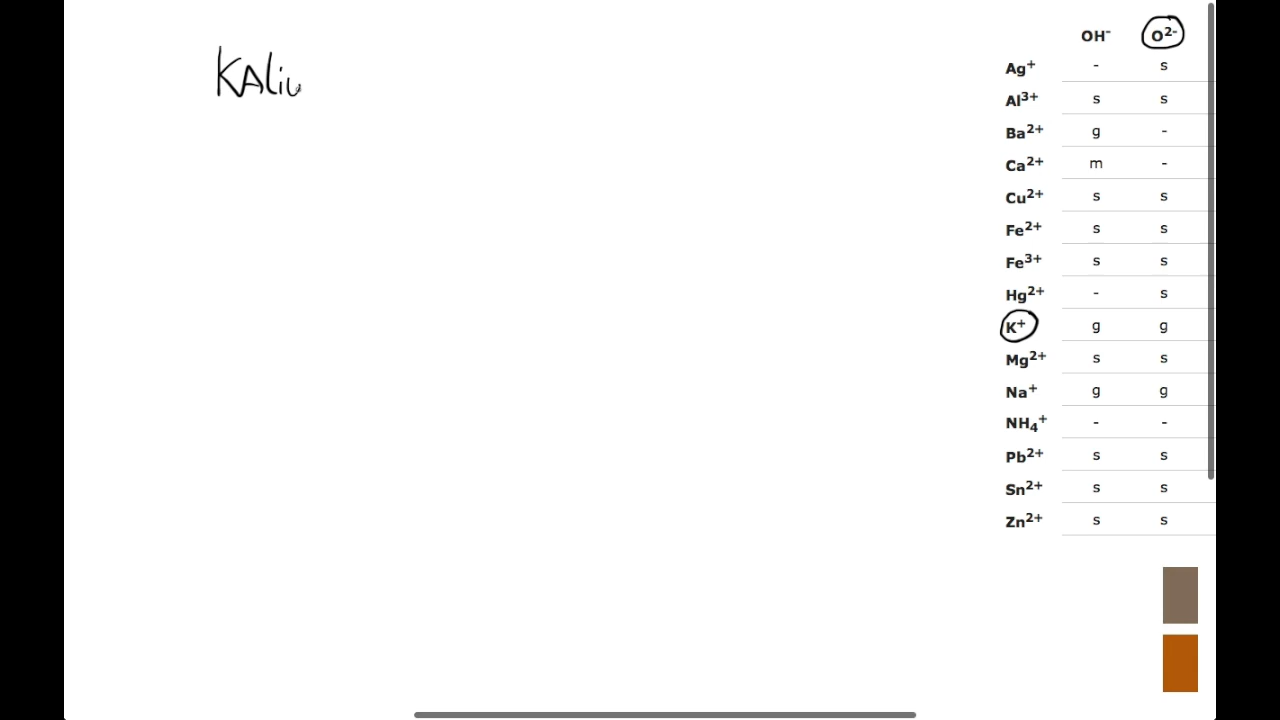 KAliu
OH⁻ O²⁻
Ag⁺ - s
Al³⁺ s s
Ba²⁺ g -
Ca²⁺ m -
Cu²⁺ s s
Fe²⁺ s s
Fe³⁺ s s
Hg²⁺ - s
K⁺ g g
Mg²⁺ s s
Na⁺ g g
NH₄⁺ - -
Pb²⁺ s s
Sn²⁺ s s
Zn²⁺ s s